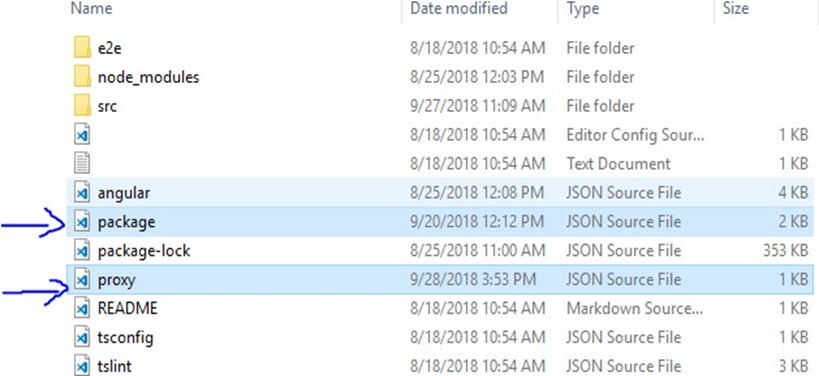 Name Date modified Type Size
e2e 8/18/2018 10:54 AM File folder
node_modules 8/25/2018 12:03 PM File folder
src 9/27/2018 11:09 AM File folder
8/18/2018 10:54 AM Editor Config Sour... 1 KB
8/18/2018 10:54 AM Text Document 1 KB
angular 8/25/2018 12:08 PM JSON Source File 4 KB
package 9/20/2018 12:12 PM JSON Source File 2 KB
package-lock 8/25/2018 11:00 AM JSON Source File 353 KB
proxy 9/28/2018 3:53 PM JSON Source File 1 KB
README 8/18/2018 10:54 AM Markdown Source... 1 KB
tsconfig 8/18/2018 10:54 AM JSON Source File 1 KB
tslint 8/18/2018 10:54 AM JSON Source File 3 KB